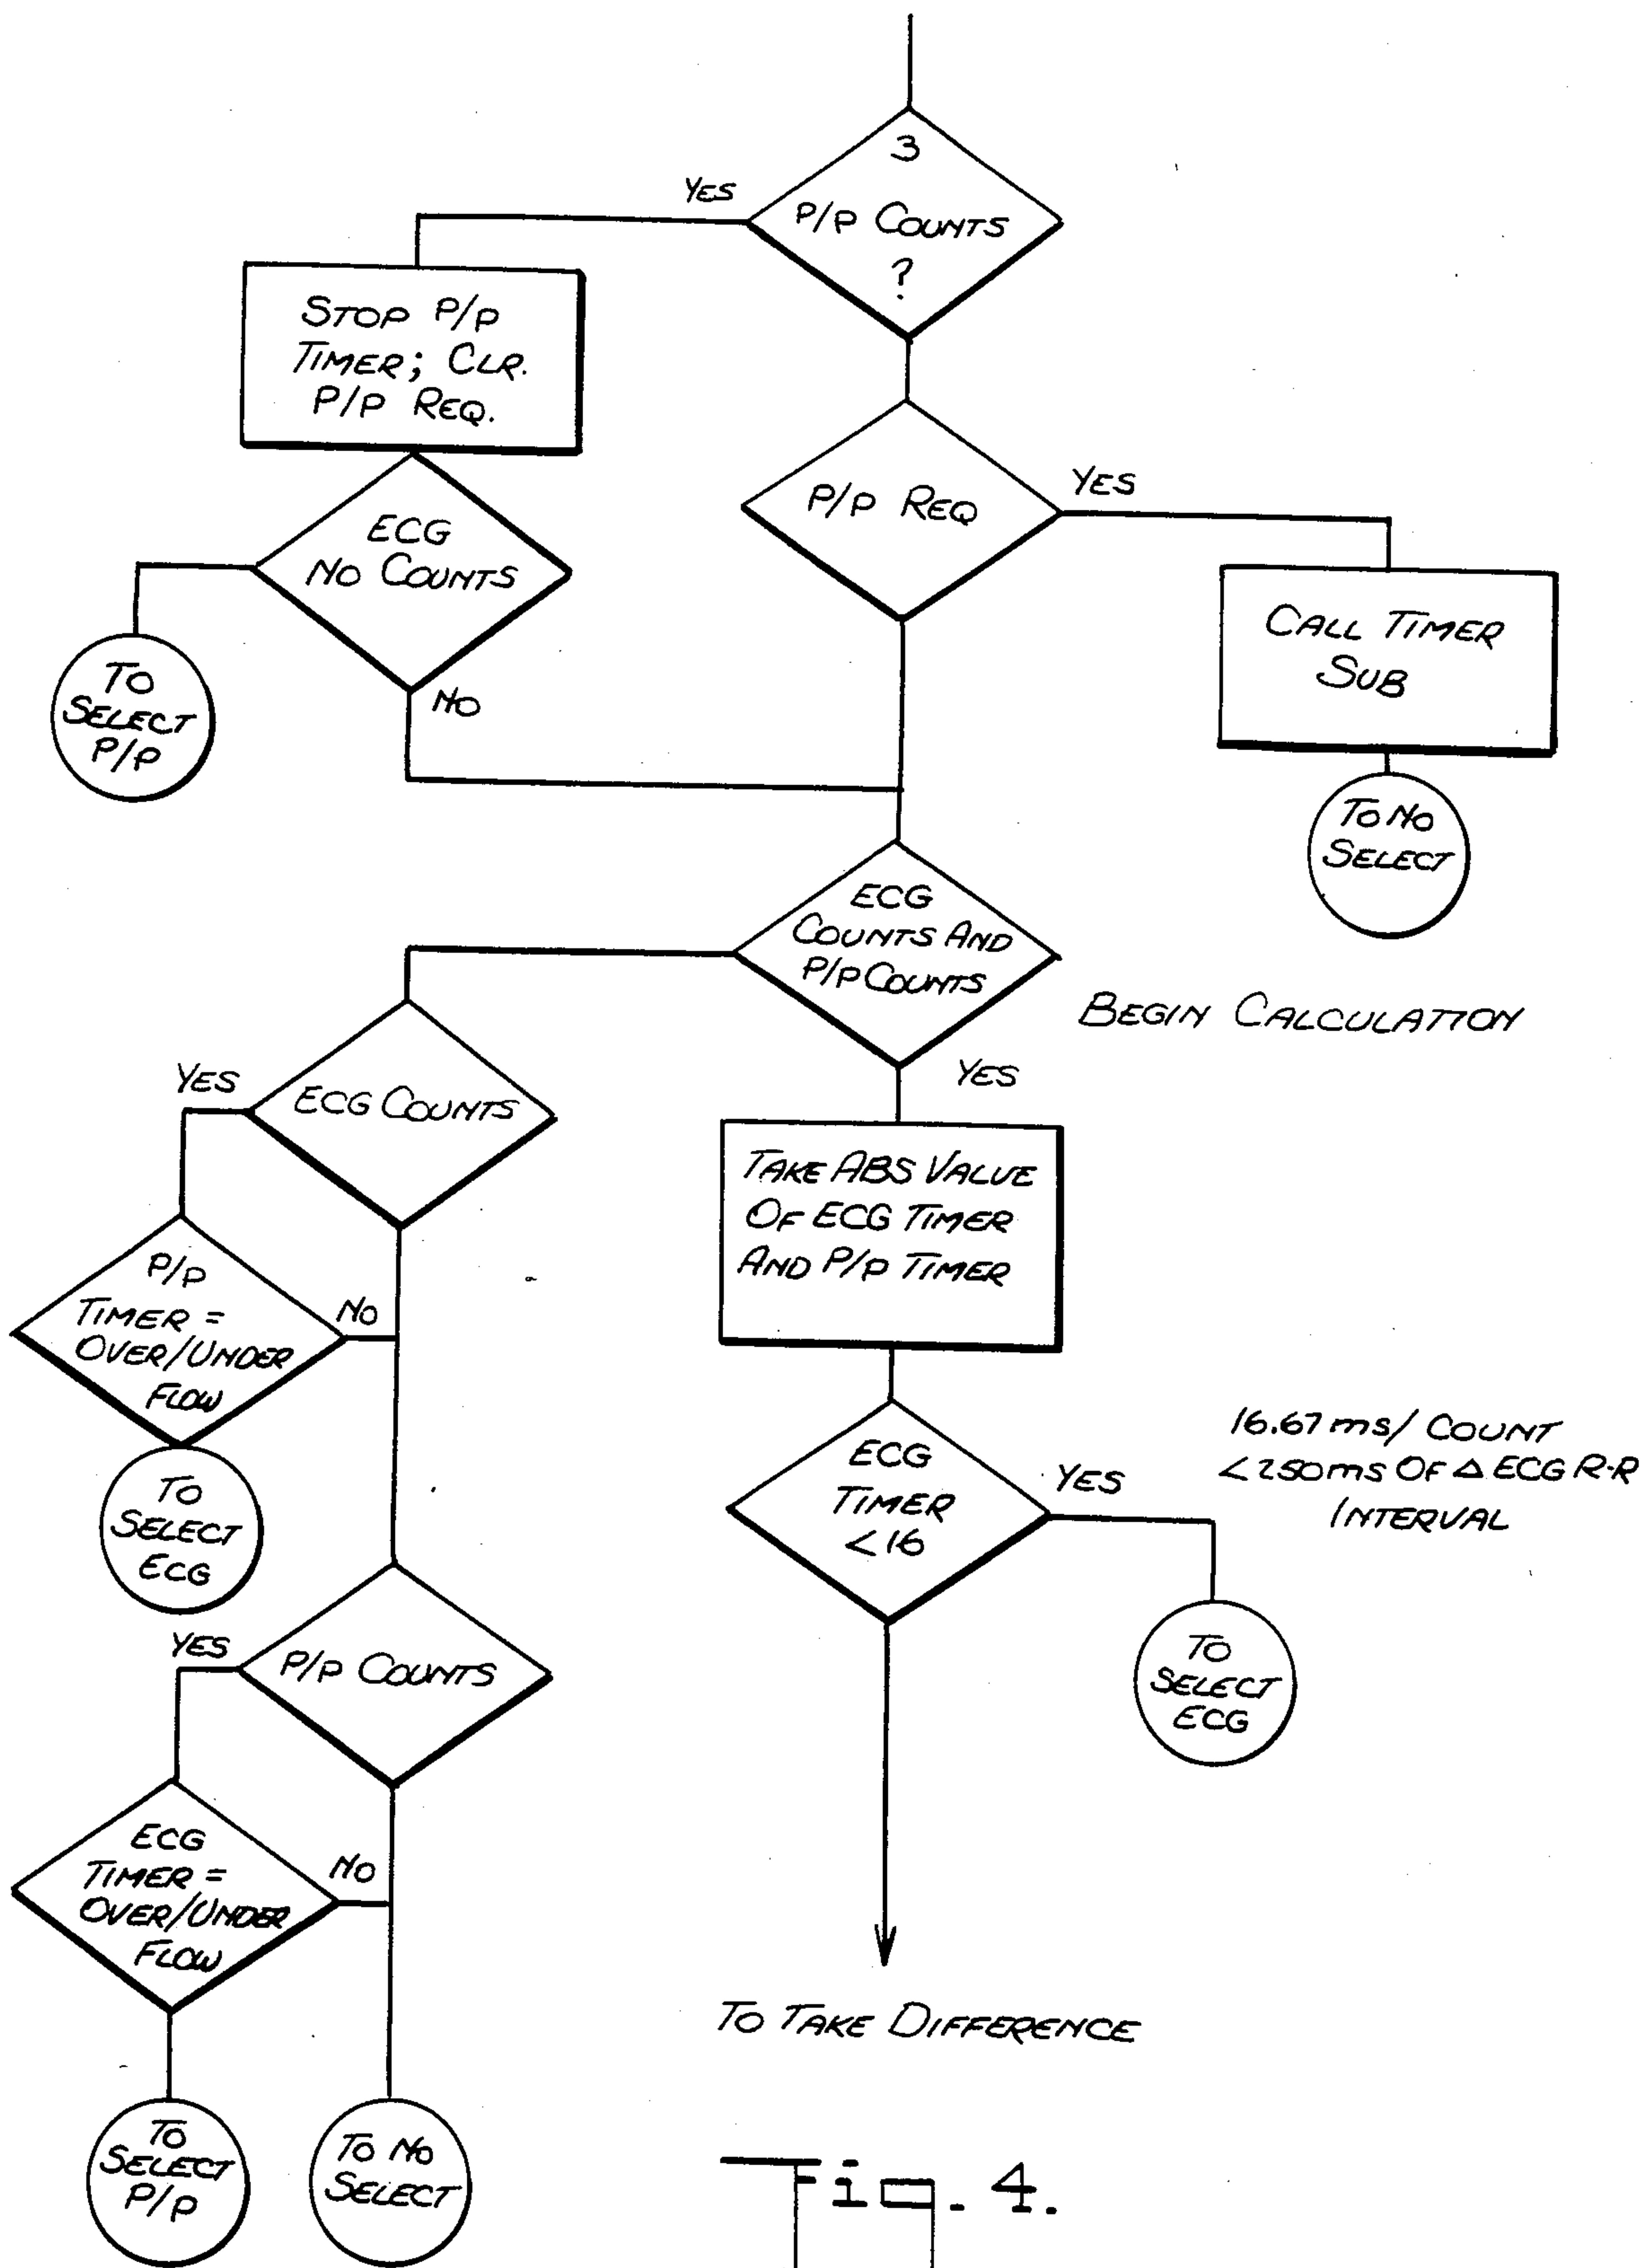 3
P/P COUNTS
?
YES
STOP P/P
TIMER; CLR.
P/P REQ.
P/P REQ
YES
ECG
NO COUNTS
NO
CALL TIMER
SUB
TO
SELECT
P/P
TO NO
SELECT
ECG
COUNTS AND
P/P COUNTS
BEGIN CALCULATION
YES
YES
ECG COUNTS
TAKE ABS VALUE
OF ECG TIMER
AND P/P TIMER
P/P
TIMER =
OVER/UNDER
FLOW
NO
16.67 ms/ COUNT
<250ms OF Δ ECG R-R
INTERVAL
ECG
TIMER
<16
YES
TO
SELECT
ECG
YES
P/P COUNTS
TO
SELECT
ECG
ECG
TIMER =
OVER/UNDER
FLOW
NO
TO TAKE DIFFERENCE
TO
SELECT
P/P
TO NO
SELECT
Fig. 4.